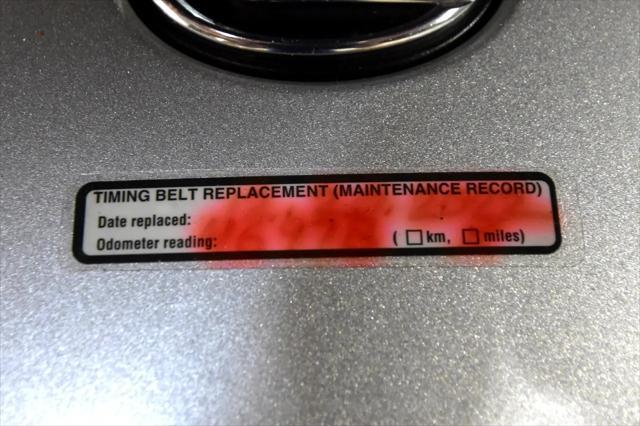 TIMING BELT REPLACEMENT (MAINTENANCE RECORD)
Date replaced:
Odometer reading: ( □ km, □ miles)